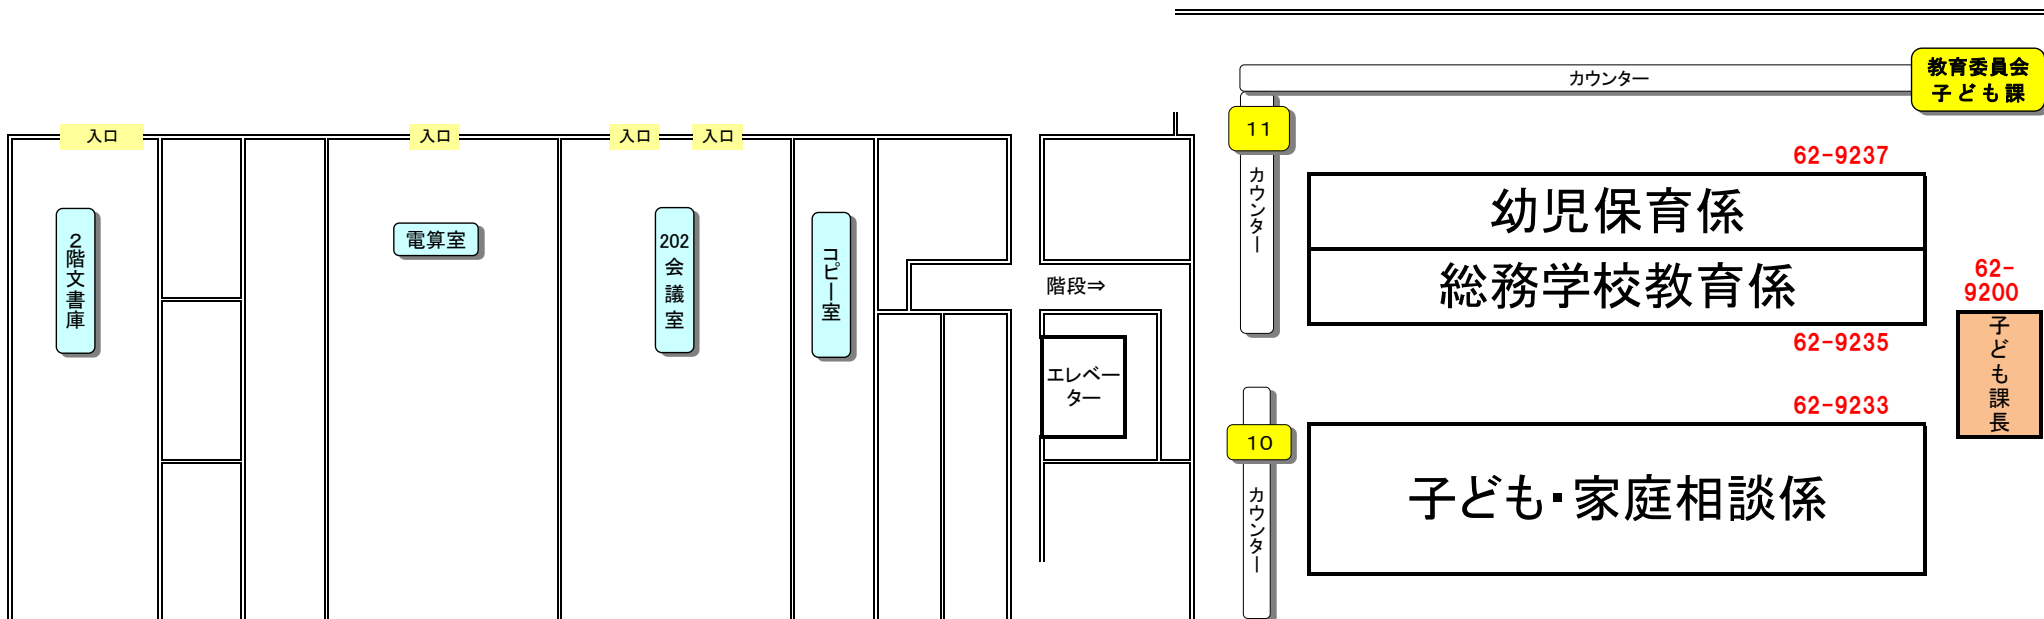 カウンター
教育委員会
子ども課
11
入口
入口
入口
入口
62-9237
カウンター
幼児保育係
2階文書庫
電算室
202会議室
コピー室
総務学校教育係
階段⇒
62-
9200
子ども課長
62-9235
エレベー
ター
62-9233
10
子ども・家庭相談係
カウンター